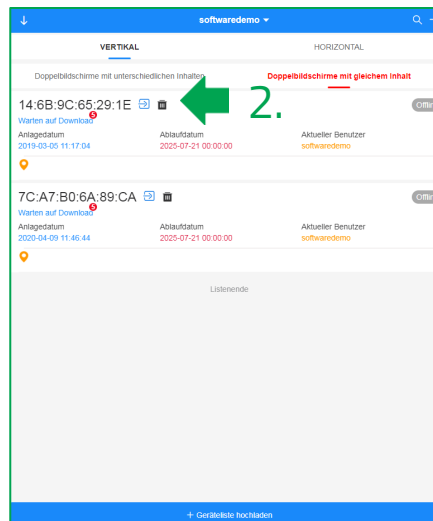 softwaredemo
VERTIKAL HORIZONTAL
Doppelbildschirme mit unterschiedlichen Inhalten Doppelbildschirme mit gleichem Inhalt
14:6B:9C:65:29:1E 2. Offlin
Warten auf Download 5
Anlagedatum Ablaufdatum Aktueller Benutzer
2019-03-05 11:17:04 2025-07-21 00:00:00 softwaredemo
7C:A7:B0:6A:89:CA Offlin
Warten auf Download 5
Anlagedatum Ablaufdatum Aktueller Benutzer
2020-04-09 11:46:44 2025-07-21 00:00:00 softwaredemo
Listenende
+ Geräteliste hochladen